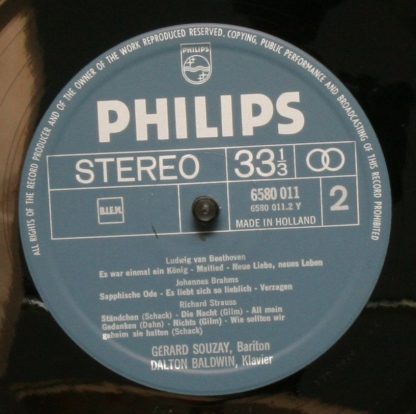 ALL RIGHTS OF THE RECORD PRODUCER AND OF THE OWNER OF THE WORK REPRODUCED RESERVED. COPYING, PUBLIC PERFORMANCE AND BROADCASTING OF THIS RECORD PROHIBITED
PHILIPS
PHILIPS
STEREO 33 1/3
B.I.E.M. 6580 011 2
6580 011.2 Y
MADE IN HOLLAND
Ludwig van Beethoven
Es war einmal ein König - Mailied - Neue Liebe, neues Leben
Johannes Brahms
Sapphische Ode - Es liebt sich so lieblich - Verzagen
Richard Strauss
Ständchen (Schack) - Die Nacht (Gilm) - All mein
Gedanken (Dahn) - Nichts (Gilm) - Wie sollten wir
geheim sie halten (Schack)
GERARD SOUZAY, Bariton
DALTON BALDWIN, Klavier